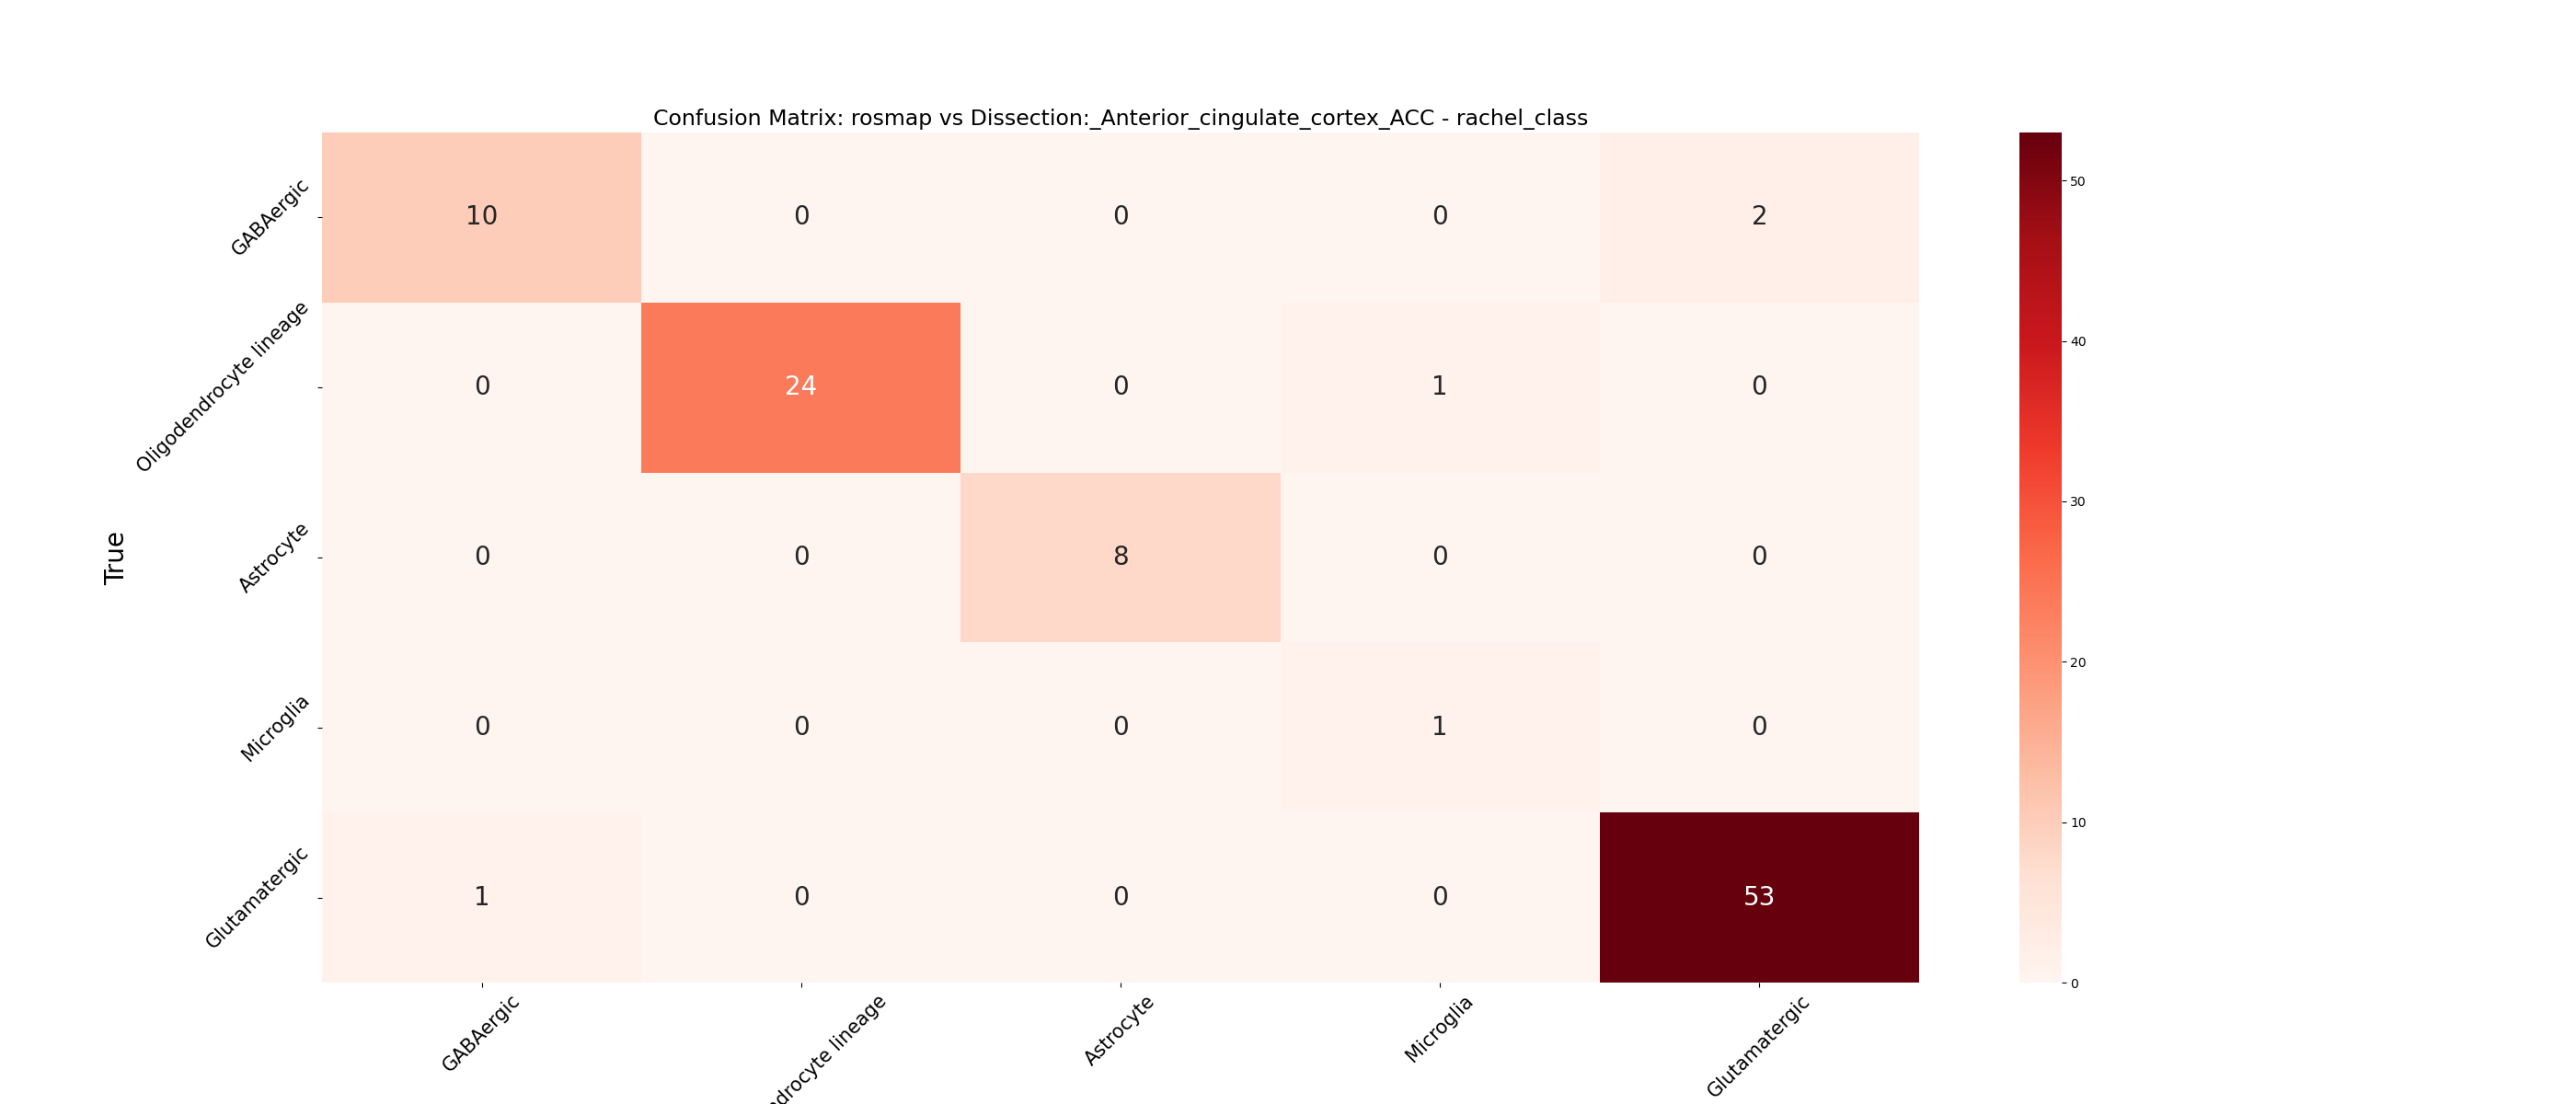 Confusion Matrix: rosmap vs Dissection:_Anterior_cingulate_cortex_ACC - rachel_class
True
GABAergic
10 0 0 0 2
Oligodendrocyte lineage
0 24 0 1 0
Astrocyte
0 0 8 0 0
Microglia
0 0 0 1 0
Glutamatergic
1 0 0 0 53
GABAergic
lineage
Astrocyte
Microglia
Glutamatergic
50
40
30
20
10
0